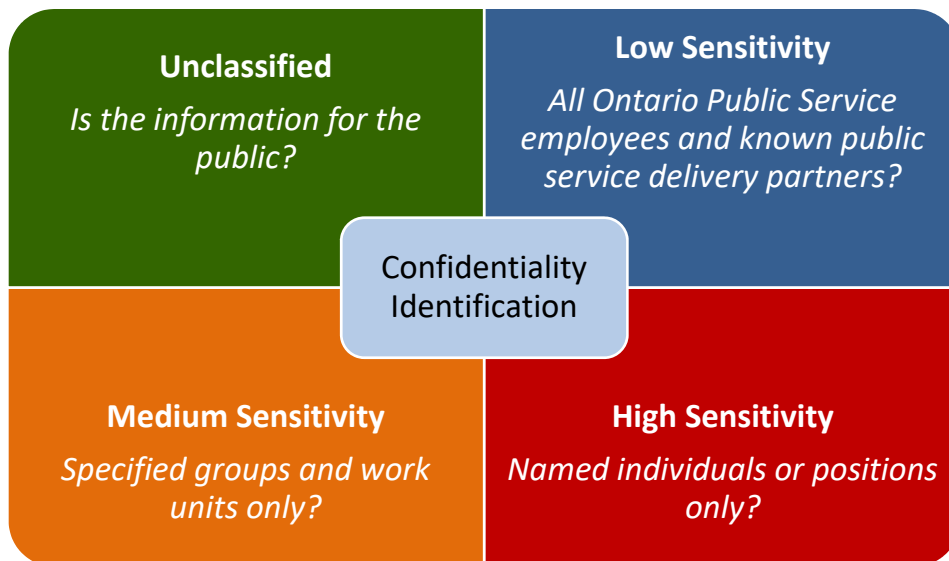 Unclassified
Is the information for the
public?
Low Sensitivity
All Ontario Public Service
employees and known public
service delivery partners?
Confidentiality
Identification
Medium Sensitivity
Specified groups and work
units only?
High Sensitivity
Named individuals or positions
only?